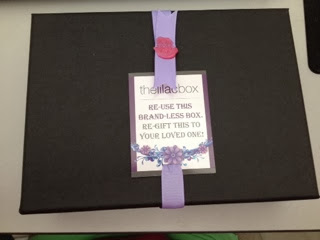 thelilacbox
RE-USE THIS
BRAND-LESS BOX.
RE-GIFT THIS TO
YOUR LOVED ONE!